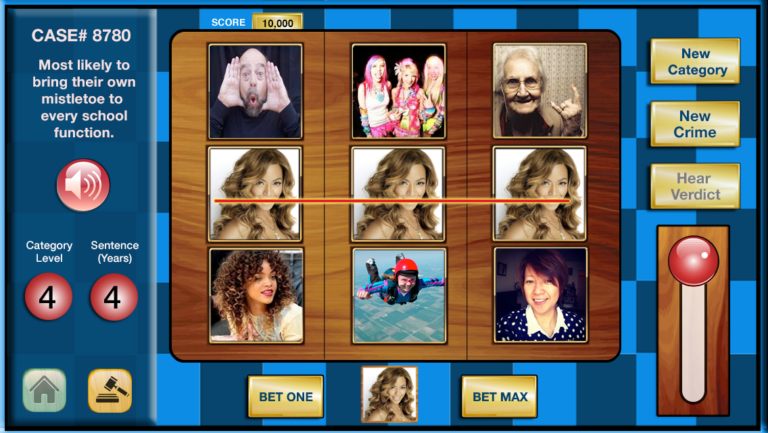 SCORE 10,000
CASE# 8780
Most likely to
bring their own
mistletoe to
every school
function.
Category
Level
Sentence
(Years)
4
4
New
Category
New
Crime
Hear
Verdict
BET ONE
BET MAX